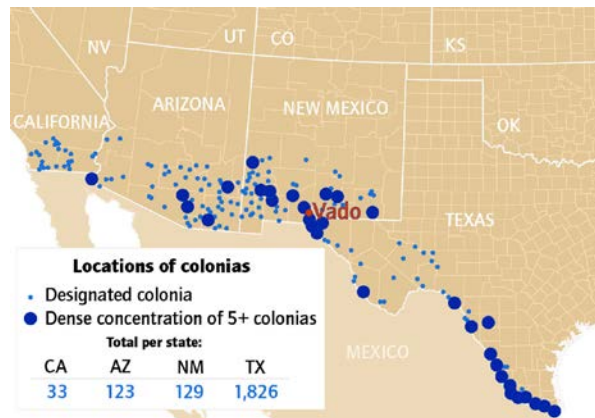 NV
UT
CO
KS
CALIFORNIA
ARIZONA
NEW MEXICO
OK
Vado
TEXAS
MEXICO
Locations of colonias
Designated colonia
Dense concentration of 5+ colonias
Total per state:
CA AZ NM TX
33 123 129 1,826